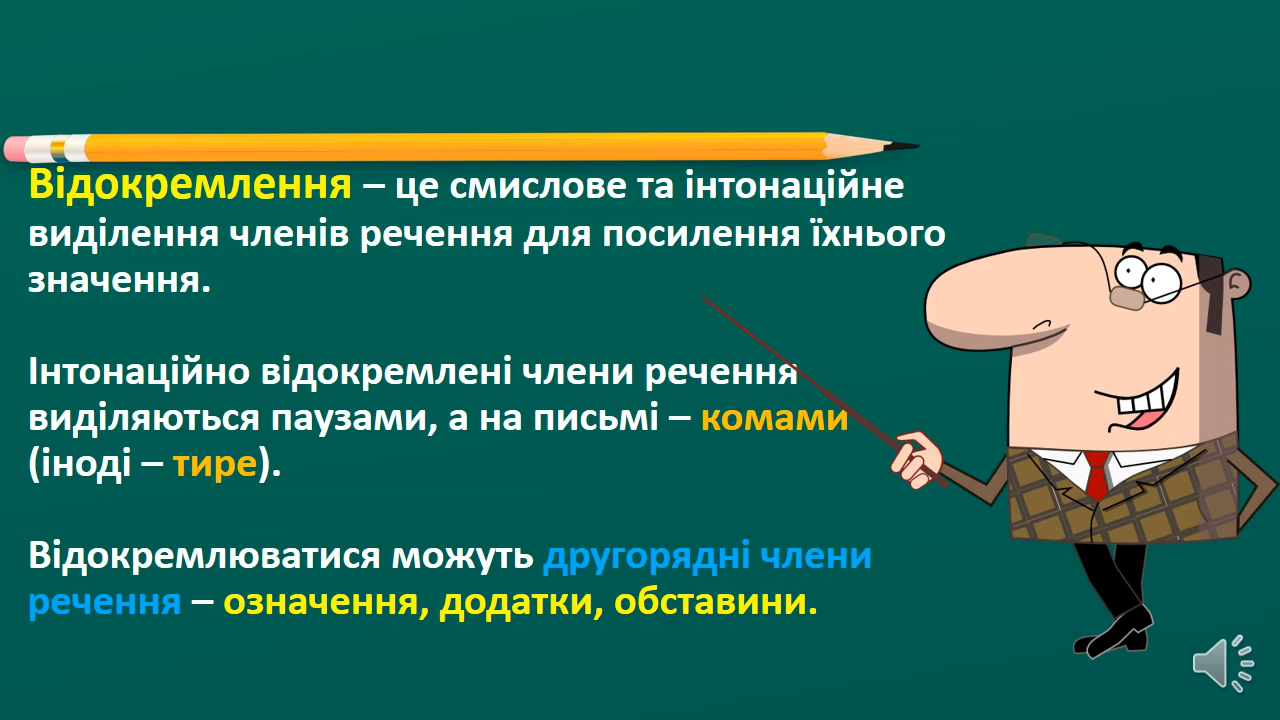 Відокремлення – це смислове та інтонаційне
виділення членів речення для посилення їхнього
значення.
Інтонаційно відокремлені члени речення
виділяються паузами, а на письмі – комами
(іноді – тире).
Відокремлюватися можуть другорядні члени
речення – означення, додатки, обставини.